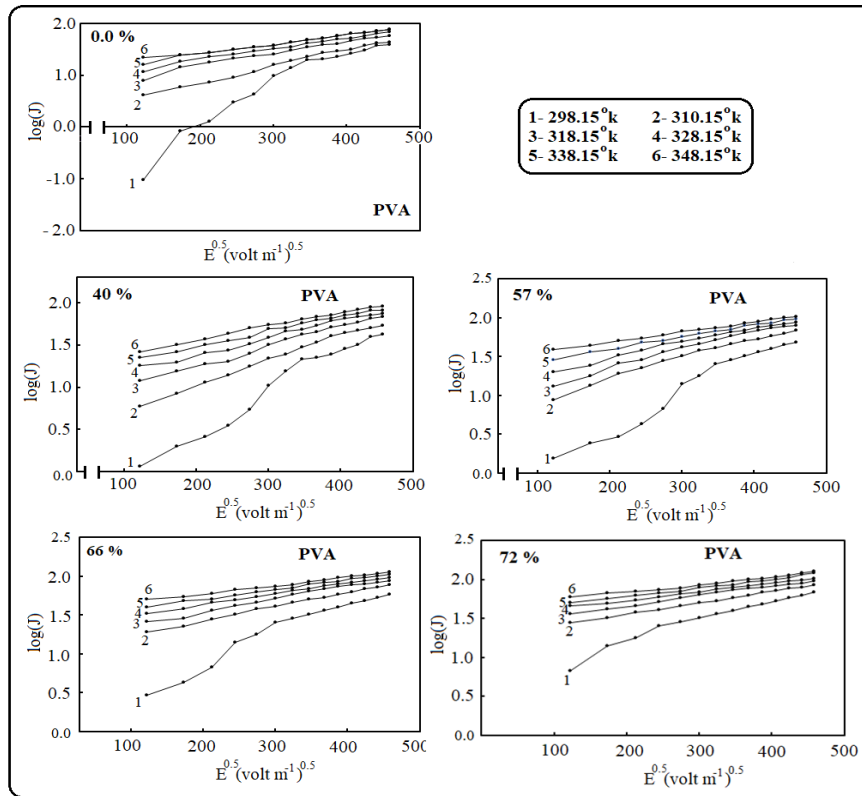 0.0 %
2.0
1.0
0.0
- 1.0
- 2.0
log(J)
6
5
4
3
2
1
100 200 300 400 500
PVA
E^0.5 (volt m^-1)^0.5
1- 298.15°k 2- 310.15°k
3- 318.15°k 4- 328.15°k
5- 338.15°k 6- 348.15°k
40 %
PVA
2.0
1.5
1.0
0.5
0.0
log(J)
6
5
4
3
2
1
100 200 300 400 500
E^0.5 (volt m^-1)^0.5
57 %
PVA
2.5
2.0
1.5
1.0
0.5
0.0
log(J)
6
5
4
3
2
1
100 200 300 400 500
E^0.5 (volt m^-1)^0.5
66 %
PVA
2.5
2.0
1.5
1.0
0.5
0.0
log(J)
6
5
4
3
2
1
100 200 300 400 500
E^0.5 (volt m^-1)^0.5
72 %
PVA
2.5
2.0
1.5
1.0
0.5
0.0
log(J)
6
5
4
3
2
1
100 200 300 400 500
E^0.5 (volt m^-1)^0.5